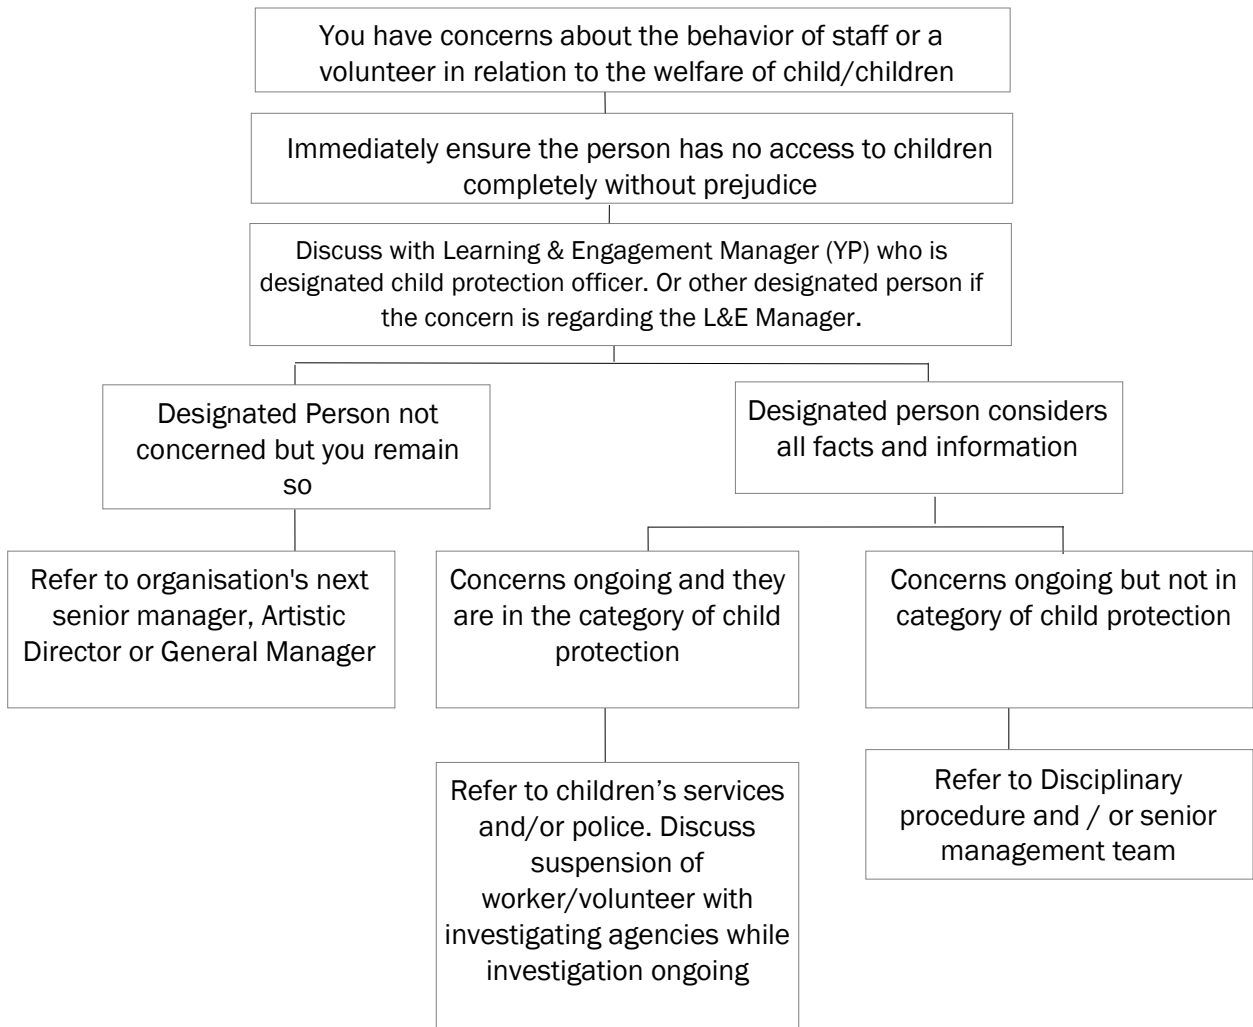 You have concerns about the behavior of staff or a
volunteer in relation to the welfare of child/children
Immediately ensure the person has no access to children
completely without prejudice
Discuss with Learning & Engagement Manager (YP) who is
designated child protection officer. Or other designated person if
the concern is regarding the L&E Manager.
Designated Person not
concerned but you remain
so
Designated person considers
all facts and information
Refer to organisation's next
senior manager, Artistic
Director or General Manager
Concerns ongoing and they
are in the category of child
protection
Concerns ongoing but not in
category of child protection
Refer to children’s services
and/or police. Discuss
suspension of
worker/volunteer with
investigating agencies while
investigation ongoing
Refer to Disciplinary
procedure and / or senior
management team